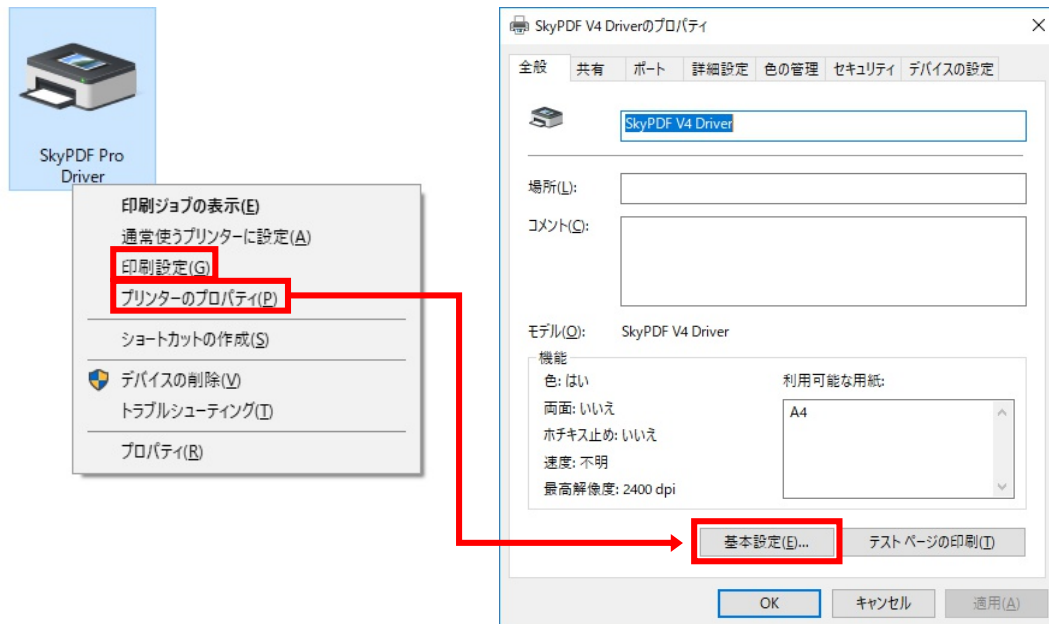 SkyPDF Pro
Driver
印刷ジョブの表示(E)
通常使うプリンターに設定(A)
印刷設定(G)
プリンターのプロパティ(P)
ショートカットの作成(S)
デバイスの削除(V)
トラブルシューティング(T)
プロパティ(R)
SkyPDF V4 Driverのプロパティ
全般 共有 ポート 詳細設定 色の管理 セキュリティ デバイスの設定
SkyPDF V4 Driver
場所(L):
コメント(C):
モデル(O): SkyPDF V4 Driver
機能
色: はい 利用可能な用紙:
両面: いいえ A4
ホチキス止め: いいえ
速度: 不明
最高解像度: 2400 dpi
基本設定(E)... テスト ページの印刷(T)
OK キャンセル 適用(A)